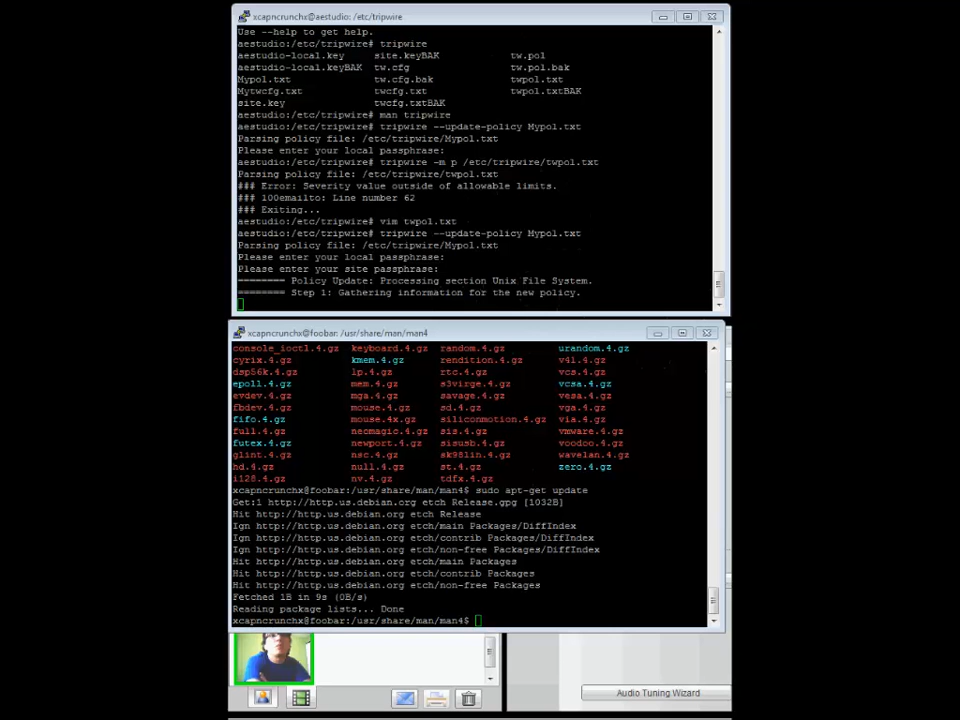 xcapncrunchx@aestudio: /etc/tripwire
Use --help to get help.
aestudio:/etc/tripwire# tripwire
aestudio-local.key site.keyBAK tw.pol
aestudio-local.keyBAK tw.cfg tw.pol.bak
Mypol.txt tw.cfg.bak twpol.txt
Mytwcfg.txt twcfg.txt twpol.txtBAK
site.key twcfg.txtBAK
aestudio:/etc/tripwire# man tripwire
aestudio:/etc/tripwire# tripwire --update-policy Mypol.txt
Parsing policy file: /etc/tripwire/Mypol.txt
Please enter your local passphrase:
aestudio:/etc/tripwire# tripwire -m p /etc/tripwire/twpol.txt
Parsing policy file: /etc/tripwire/twpol.txt
### Error: Severity value outside of allowable limits.
### 100emailto: Line number 62
### Exiting...
aestudio:/etc/tripwire# vim twpol.txt
aestudio:/etc/tripwire# tripwire --update-policy Mypol.txt
Parsing policy file: /etc/tripwire/Mypol.txt
Please enter your local passphrase:
Please enter your site passphrase:
======== Policy Update: Processing section Unix File System.
======== Step 1: Gathering information for the new policy.
xcapncrunchx@foobar: /usr/share/man/man4
console_ioctl.4.gz keyboard.4.gz random.4.gz urandom.4.gz
cyrix.4.gz kmem.4.gz rendition.4.gz v4l.4.gz
dsp56k.4.gz lp.4.gz rtc.4.gz vcs.4.gz
epoll.4.gz mem.4.gz s3virge.4.gz vcsa.4.gz
evdev.4.gz mga.4.gz savage.4.gz vesa.4.gz
fbdev.4.gz mouse.4.gz sd.4.gz vga.4.gz
fifo.4.gz mouse.4x.gz siliconmotion.4.gz via.4.gz
full.4.gz neomagic.4.gz sis.4.gz vmware.4.gz
futex.4.gz newport.4.gz sisusb.4.gz voodoo.4.gz
glint.4.gz nsc.4.gz sk98lin.4.gz wavelan.4.gz
hd.4.gz null.4.gz st.4.gz zero.4.gz
i128.4.gz nv.4.gz tdfx.4.gz
xcapncrunchx@foobar:/usr/share/man/man4$ sudo apt-get update
Get:1 http://http.us.debian.org etch Release.gpg [1032B]
Hit http://http.us.debian.org etch Release
Ign http://http.us.debian.org etch/main Packages/DiffIndex
Ign http://http.us.debian.org etch/contrib Packages/DiffIndex
Ign http://http.us.debian.org etch/non-free Packages/DiffIndex
Hit http://http.us.debian.org etch/main Packages
Hit http://http.us.debian.org etch/contrib Packages
Hit http://http.us.debian.org etch/non-free Packages
Fetched 1B in 9s (0B/s)
Reading package lists... Done
xcapncrunchx@foobar:/usr/share/man/man4$
Audio Tuning Wizard